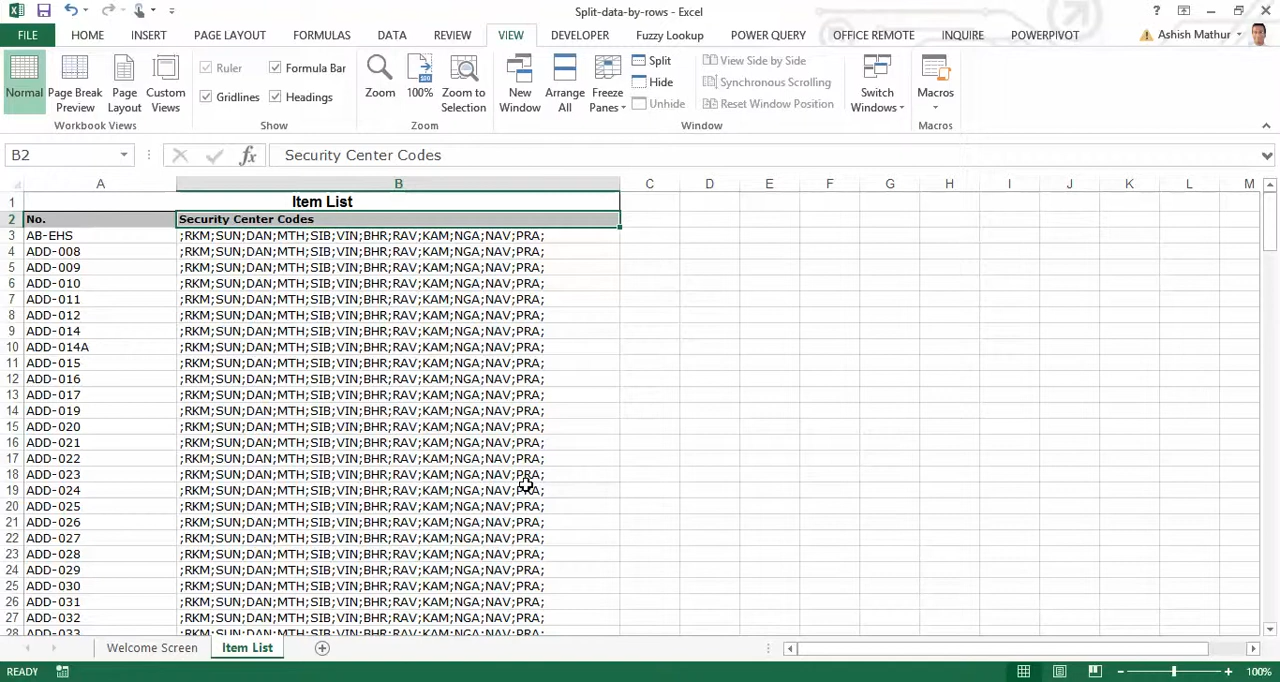 Split-data-by-rows - Excel
FILE HOME INSERT PAGE LAYOUT FORMULAS DATA REVIEW VIEW DEVELOPER Fuzzy Lookup POWER QUERY OFFICE REMOTE INQUIRE POWERPIVOT Ashish Mathur
Normal
Page Break Preview
Page Layout
Custom Views
Workbook Views
Ruler
Formula Bar
Gridlines
Headings
Show
Zoom
100%
Zoom to Selection
Zoom
New Window
Arrange All
Freeze Panes
Split
Hide
Unhide
View Side by Side
Synchronous Scrolling
Reset Window Position
Window
Switch Windows
Macros
Macros
B2 fx Security Center Codes
A B C D E F G H I J K L M
1 Item List
2 No. Security Center Codes
3 AB-EHS ;RKM;SUN;DAN;MTH;SIB;VIN;BHR;RAV;KAM;NGA;NAV;PRA;
4 ADD-008 ;RKM;SUN;DAN;MTH;SIB;VIN;BHR;RAV;KAM;NGA;NAV;PRA;
5 ADD-009 ;RKM;SUN;DAN;MTH;SIB;VIN;BHR;RAV;KAM;NGA;NAV;PRA;
6 ADD-010 ;RKM;SUN;DAN;MTH;SIB;VIN;BHR;RAV;KAM;NGA;NAV;PRA;
7 ADD-011 ;RKM;SUN;DAN;MTH;SIB;VIN;BHR;RAV;KAM;NGA;NAV;PRA;
8 ADD-012 ;RKM;SUN;DAN;MTH;SIB;VIN;BHR;RAV;KAM;NGA;NAV;PRA;
9 ADD-014 ;RKM;SUN;DAN;MTH;SIB;VIN;BHR;RAV;KAM;NGA;NAV;PRA;
10 ADD-014A ;RKM;SUN;DAN;MTH;SIB;VIN;BHR;RAV;KAM;NGA;NAV;PRA;
11 ADD-015 ;RKM;SUN;DAN;MTH;SIB;VIN;BHR;RAV;KAM;NGA;NAV;PRA;
12 ADD-016 ;RKM;SUN;DAN;MTH;SIB;VIN;BHR;RAV;KAM;NGA;NAV;PRA;
13 ADD-017 ;RKM;SUN;DAN;MTH;SIB;VIN;BHR;RAV;KAM;NGA;NAV;PRA;
14 ADD-019 ;RKM;SUN;DAN;MTH;SIB;VIN;BHR;RAV;KAM;NGA;NAV;PRA;
15 ADD-020 ;RKM;SUN;DAN;MTH;SIB;VIN;BHR;RAV;KAM;NGA;NAV;PRA;
16 ADD-021 ;RKM;SUN;DAN;MTH;SIB;VIN;BHR;RAV;KAM;NGA;NAV;PRA;
17 ADD-022 ;RKM;SUN;DAN;MTH;SIB;VIN;BHR;RAV;KAM;NGA;NAV;PRA;
18 ADD-023 ;RKM;SUN;DAN;MTH;SIB;VIN;BHR;RAV;KAM;NGA;NAV;PRA;
19 ADD-024 ;RKM;SUN;DAN;MTH;SIB;VIN;BHR;RAV;KAM;NGA;NAV;PRA;
20 ADD-025 ;RKM;SUN;DAN;MTH;SIB;VIN;BHR;RAV;KAM;NGA;NAV;PRA;
21 ADD-026 ;RKM;SUN;DAN;MTH;SIB;VIN;BHR;RAV;KAM;NGA;NAV;PRA;
22 ADD-027 ;RKM;SUN;DAN;MTH;SIB;VIN;BHR;RAV;KAM;NGA;NAV;PRA;
23 ADD-028 ;RKM;SUN;DAN;MTH;SIB;VIN;BHR;RAV;KAM;NGA;NAV;PRA;
24 ADD-029 ;RKM;SUN;DAN;MTH;SIB;VIN;BHR;RAV;KAM;NGA;NAV;PRA;
25 ADD-030 ;RKM;SUN;DAN;MTH;SIB;VIN;BHR;RAV;KAM;NGA;NAV;PRA;
26 ADD-031 ;RKM;SUN;DAN;MTH;SIB;VIN;BHR;RAV;KAM;NGA;NAV;PRA;
27 ADD-032 ;RKM;SUN;DAN;MTH;SIB;VIN;BHR;RAV;KAM;NGA;NAV;PRA;
28 ADD-033 ;RKM;SUN;DAN;MTH;SIB;VIN;BHR;RAV;KAM;NGA;NAV;PRA;
Welcome Screen Item List
READY 100%